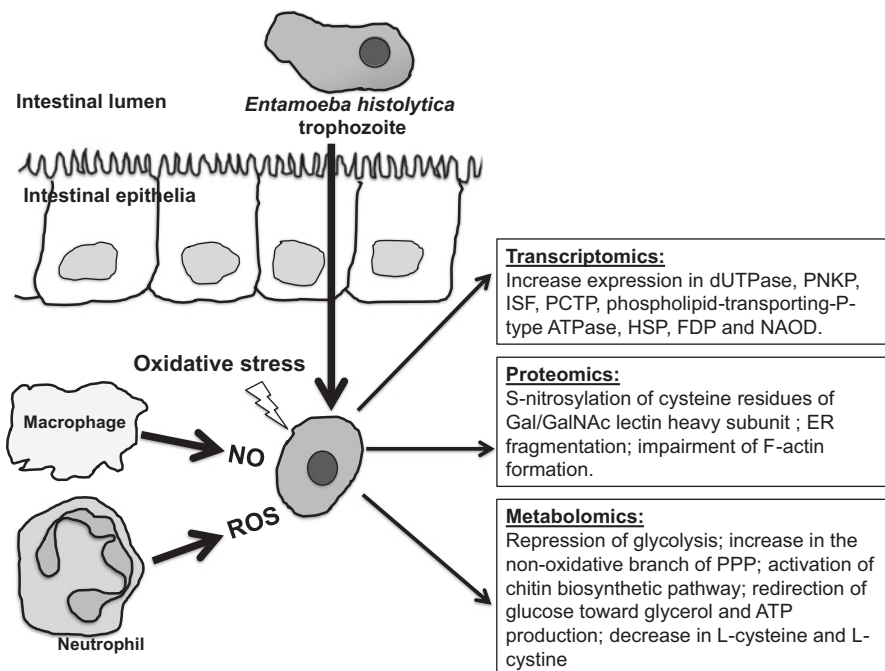 Intestinal lumen
Entamoeba histolytica
trophozoite
Intestinal epithelia
Oxidative stress
Macrophage
NO
ROS
Neutrophil
Transcriptomics:
Increase expression in dUTPase, PNKP,
ISF, PCTP, phospholipid-transporting-P-
type ATPase, HSP, FDP and NAOD.
Proteomics:
S-nitrosylation of cysteine residues of
Gal/GalNAc lectin heavy subunit ; ER
fragmentation; impairment of F-actin
formation.
Metabolomics:
Repression of glycolysis; increase in the
non-oxidative branch of PPP; activation of
chitin biosynthetic pathway; redirection of
glucose toward glycerol and ATP
production; decrease in L-cysteine and L-
cystine